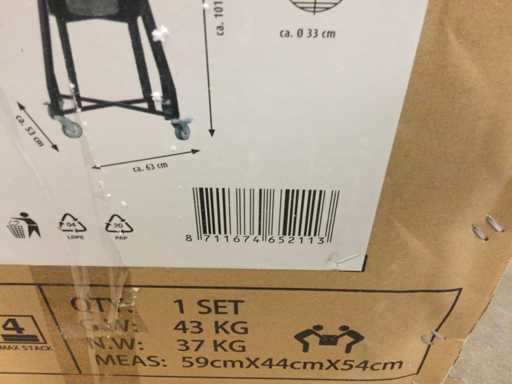 ca. 101
ca. Ø 33 cm
ca. 53 cm
ca. 63 cm
04
LDPE
20
PAP
8 711674 652113
4
MAX STACK
QTY: 1 SET
G.W: 43 KG
N.W: 37 KG
MEAS: 59cmX44cmX54cm